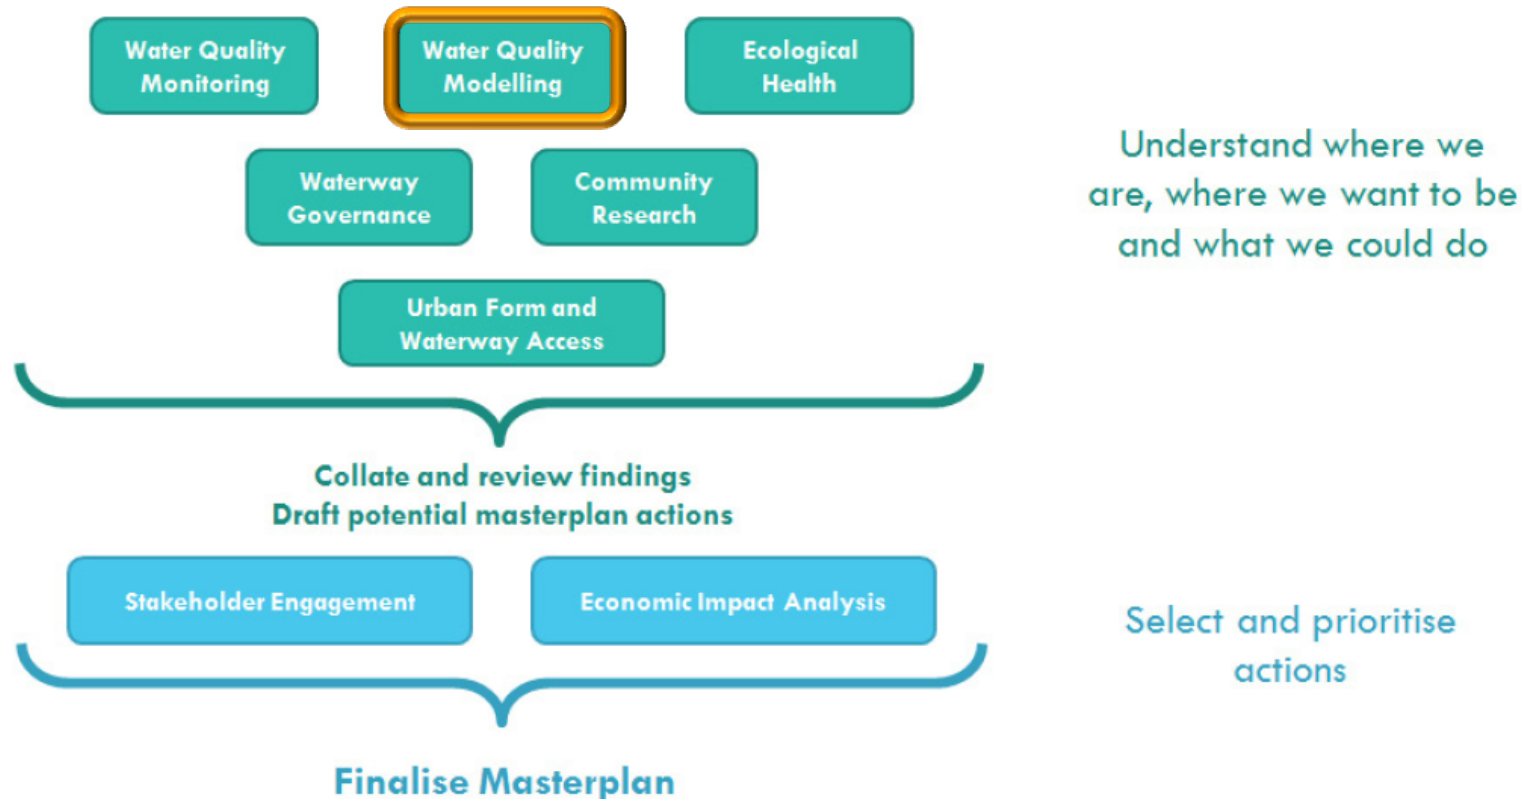 Water Quality
Monitoring
Water Quality
Modelling
Ecological
Health
Waterway
Governance
Community
Research
Urban Form and
Waterway Access
Understand where we
are, where we want to be
and what we could do
Collate and review findings
Draft potential masterplan actions
Stakeholder Engagement
Economic Impact Analysis
Select and prioritise
actions
Finalise Masterplan